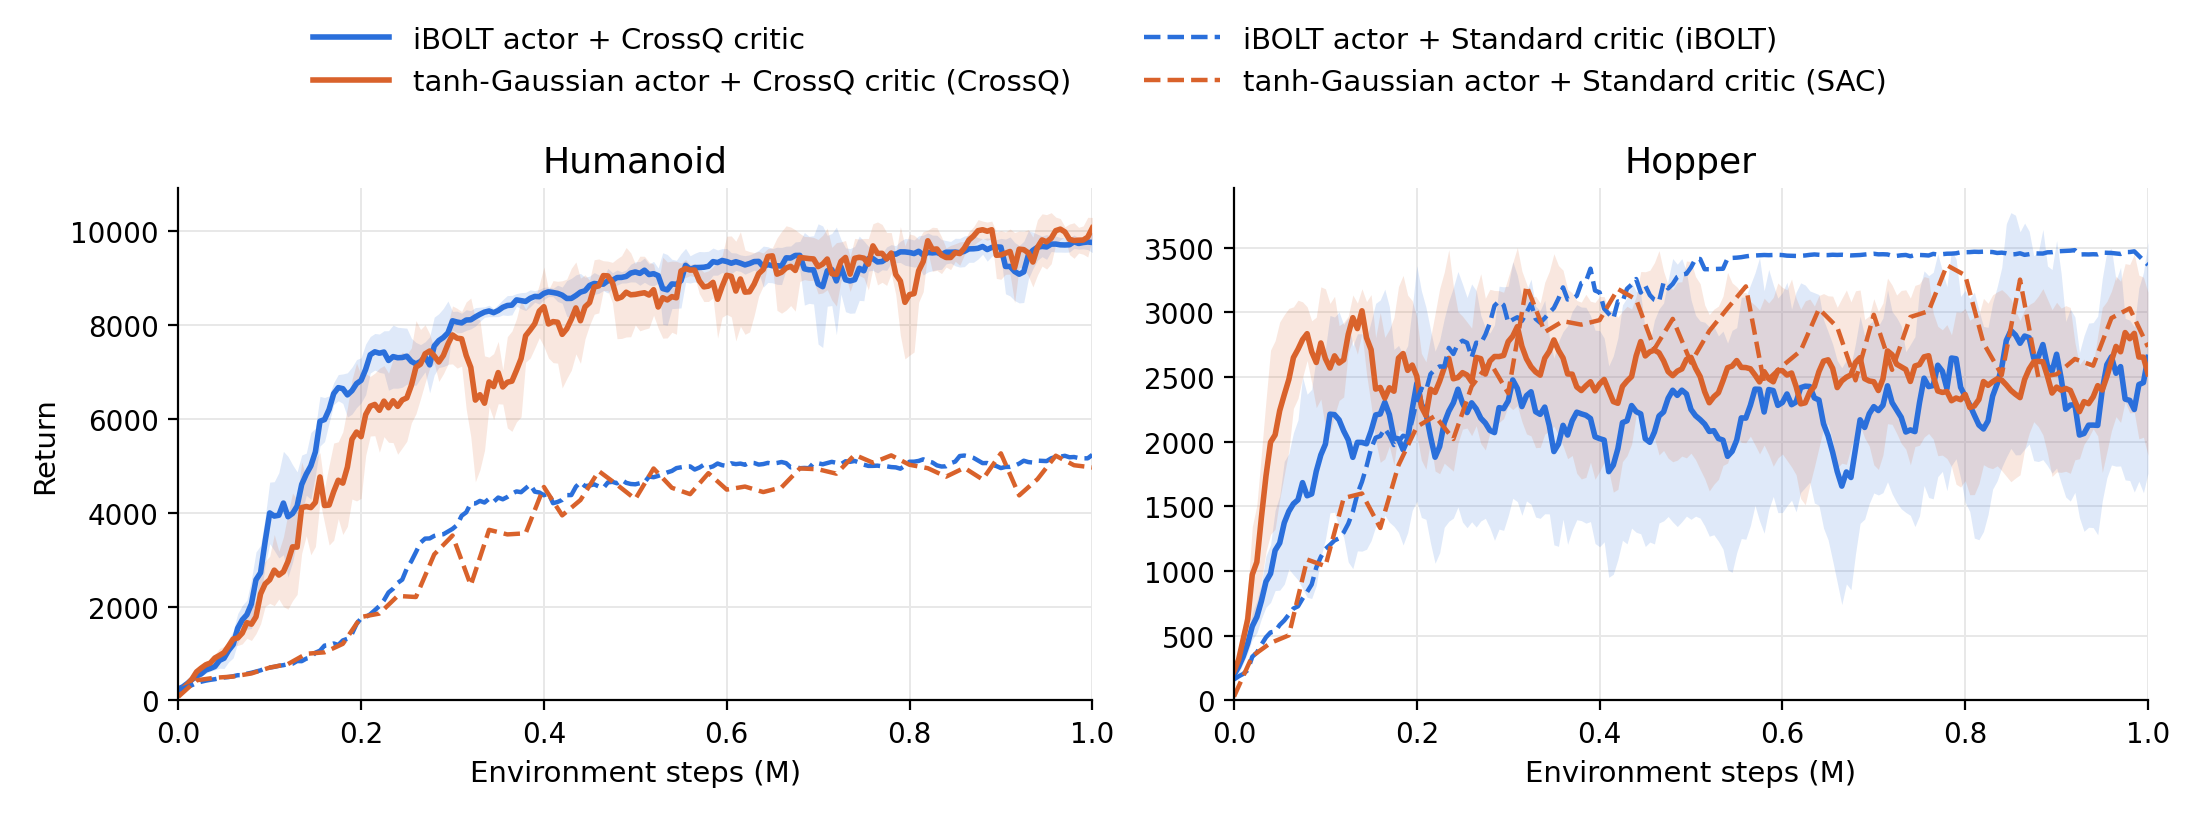 iBOLT actor + CrossQ critic
tanh-Gaussian actor + CrossQ critic (CrossQ)
iBOLT actor + Standard critic (iBOLT)
tanh-Gaussian actor + Standard critic (SAC)
Humanoid
Return
10000
8000
6000
4000
2000
0
0.0 0.2 0.4 0.6 0.8 1.0
Environment steps (M)
Hopper
3500
3000
2500
2000
1500
1000
500
0
0.0 0.2 0.4 0.6 0.8 1.0
Environment steps (M)